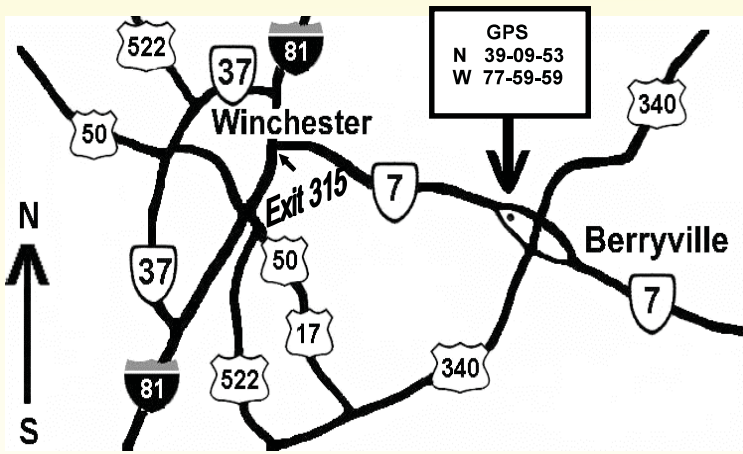 522
37
81
GPS
N 39-09-53
W 77-59-59
340
50
Winchester
Exit 315
7
N
Berryville
37
50
7
17
81
522
340
S